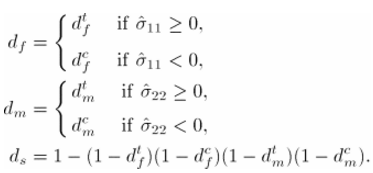 d_f = { d_f^t if σ̂_11 ≥ 0,
d_f^c if σ̂_11 < 0,
d_m = { d_m^t if σ̂_22 ≥ 0,
d_m^c if σ̂_22 < 0,
d_s = 1 − (1 − d_f^t)(1 − d_f^c)(1 − d_m^t)(1 − d_m^c).